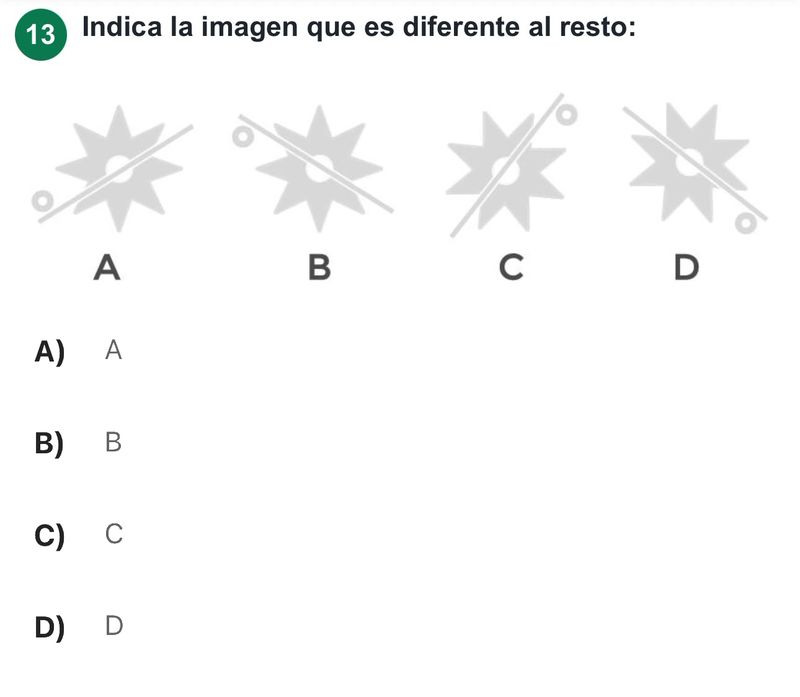 13 Indica la imagen que es diferente al resto:
A B C D
A) A
B) B
C) C
D) D